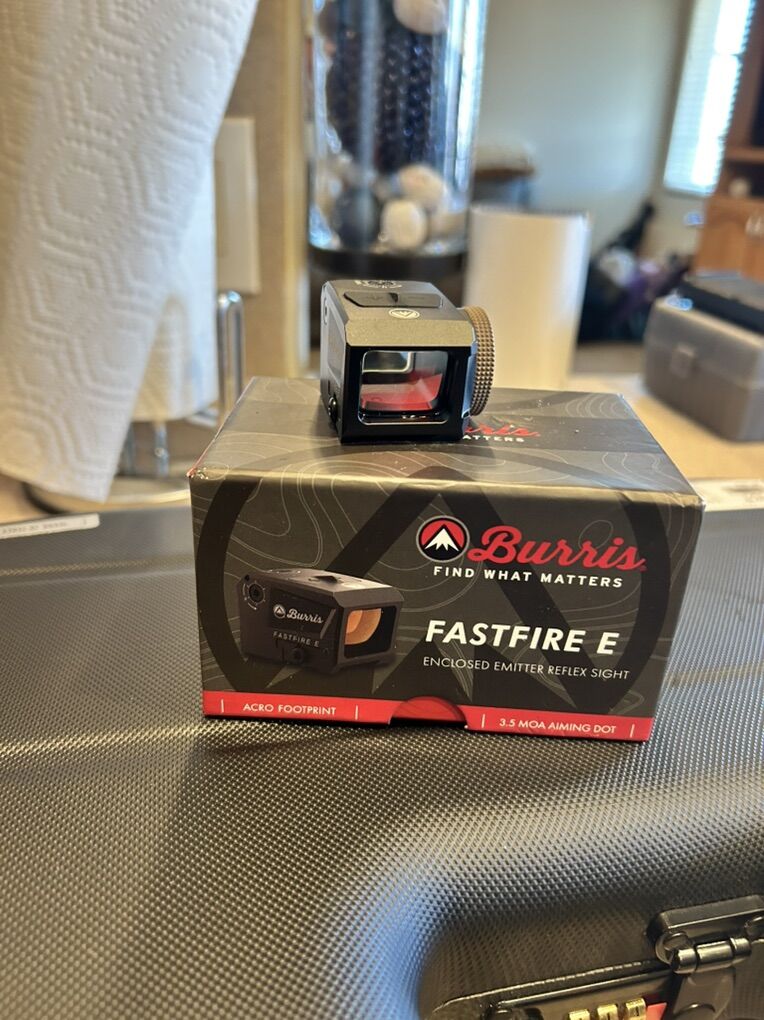 Burris
FIND WHAT MATTERS
FASTFIRE E
ENCLOSED EMITTER REFLEX SIGHT
Burris
FASTFIRE E
ACRO FOOTPRINT
3.5 MOA AIMING DOT